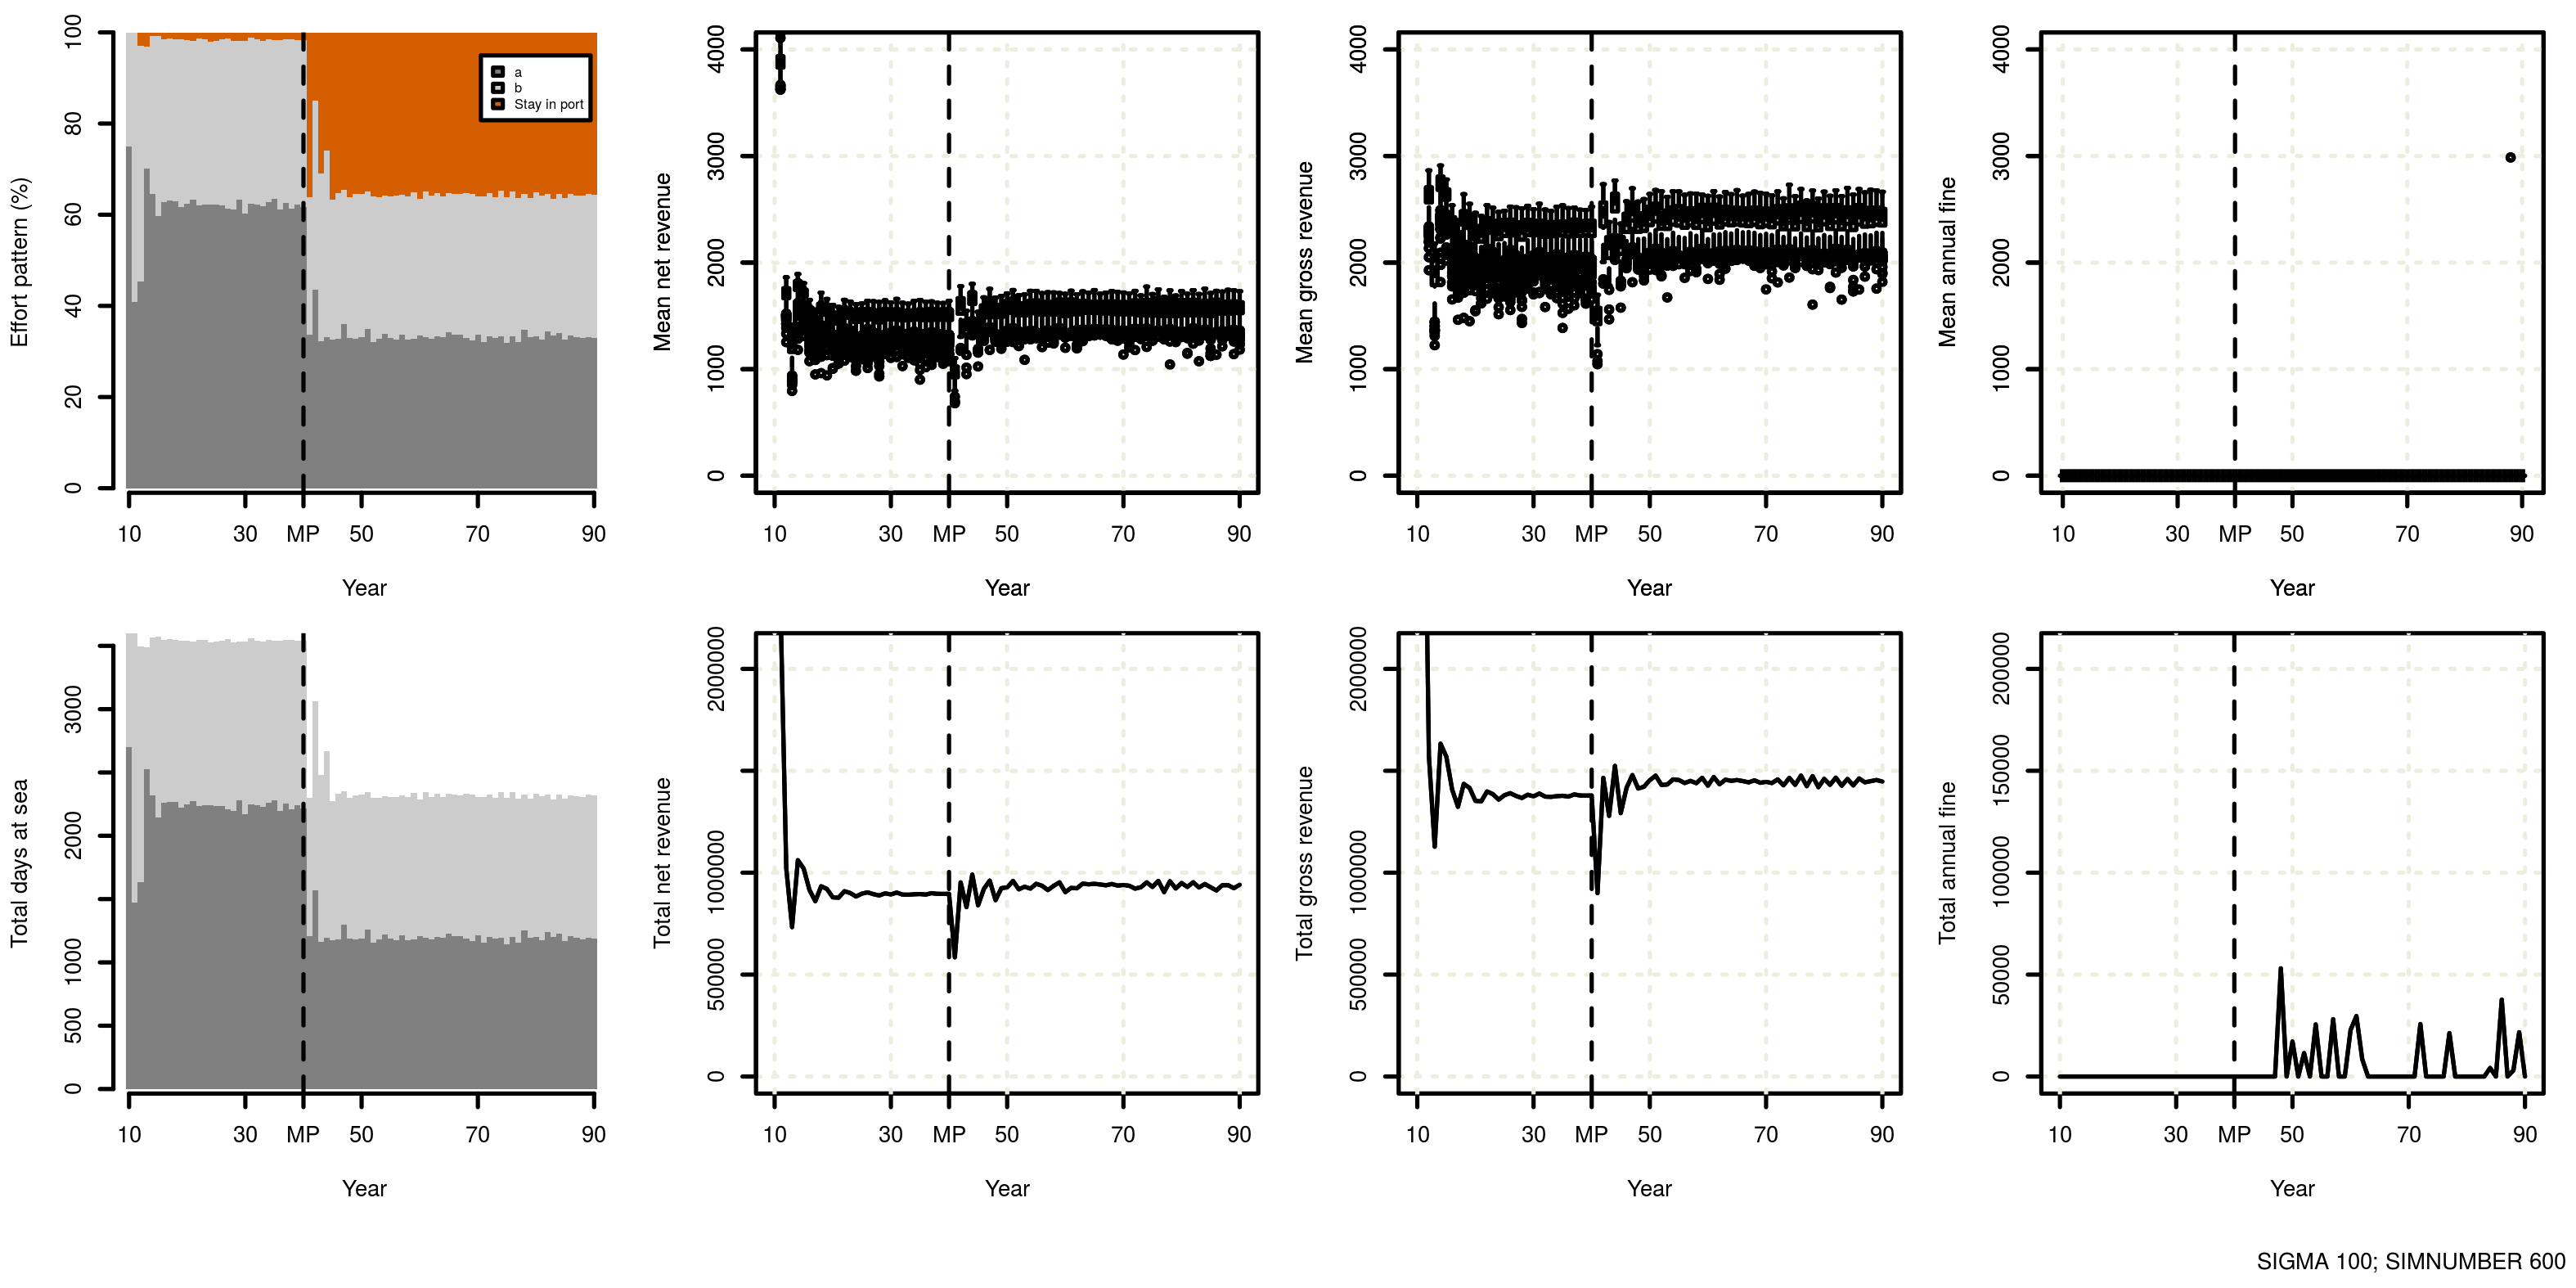 Effort pattern (%)
0
20
40
60
80
100
a
b
Stay in port
10
30
MP
50
70
90
Year
Mean net revenue
0
1000
2000
3000
4000
10
30
MP
50
70
90
Year
Mean gross revenue
0
1000
2000
3000
4000
10
30
MP
50
70
90
Year
Mean annual fine
0
1000
2000
3000
4000
10
30
MP
50
70
90
Year
Total days at sea
0
500
1000
2000
3000
10
30
MP
50
70
90
Year
Total net revenue
0
500000
1000000
2000000
10
30
MP
50
70
90
Year
Total gross revenue
0
500000
1000000
2000000
10
30
MP
50
70
90
Year
Total annual fine
0
50000
100000
150000
200000
10
30
MP
50
70
90
Year
SIGMA 100; SIMNUMBER 600